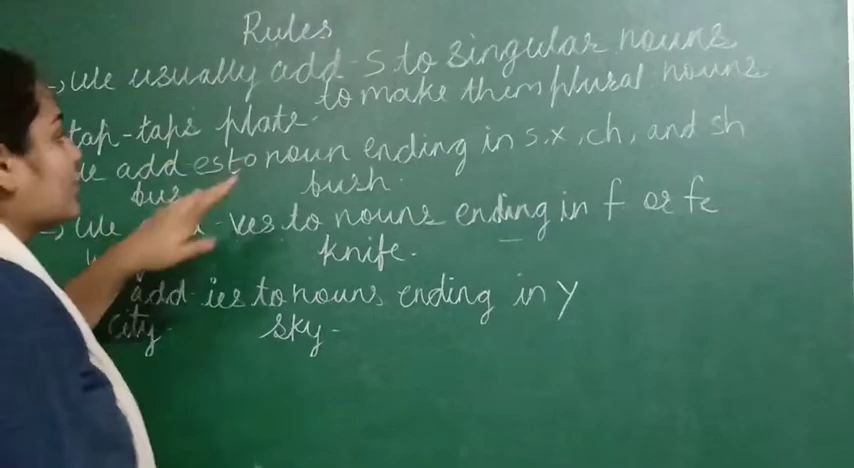 Rules
→ We usually add -s to singular nouns
to make them plural nouns
tap-taps plate-
add es to noun ending in s, x, ch, and sh
bus bush.
→ We -ves to nouns ending in f or fe
knife-
add -ies to nouns ending in y
city- sky-